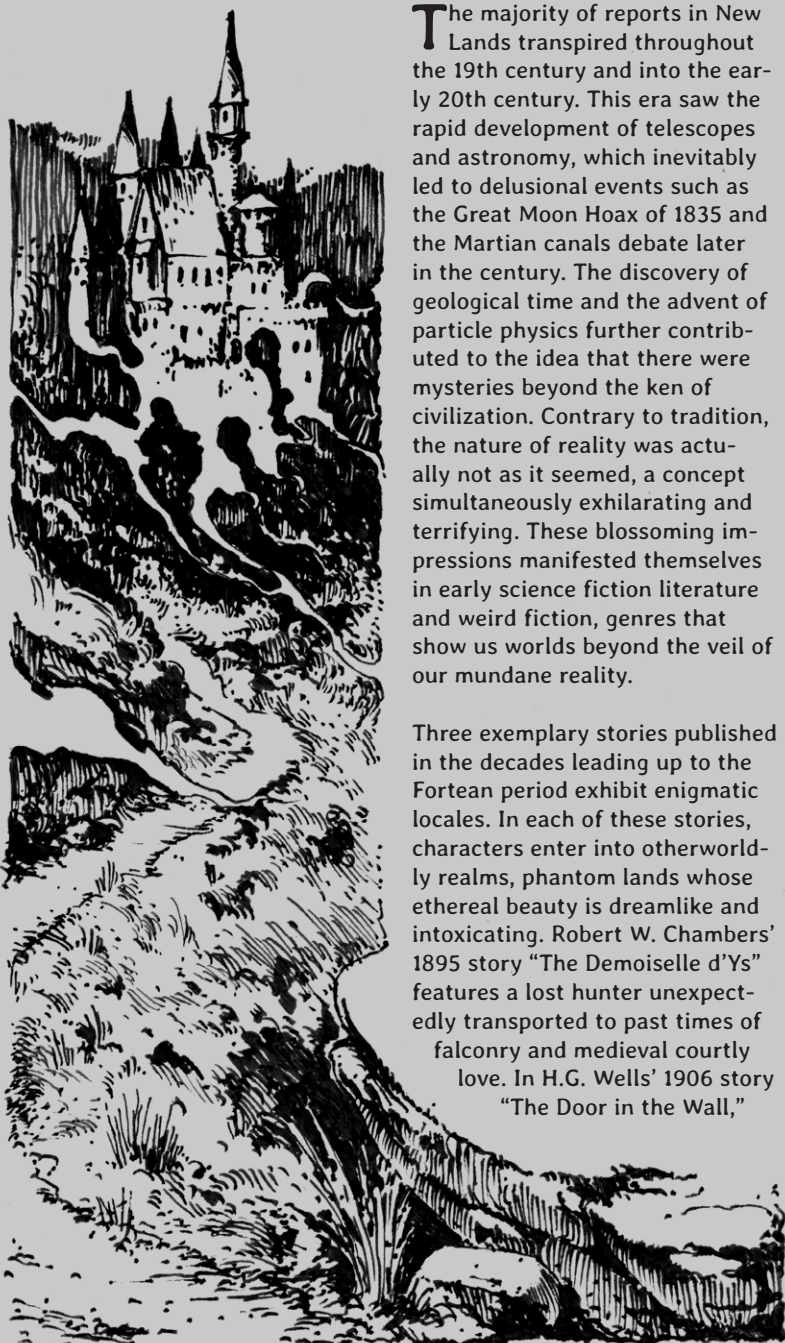 The majority of reports in New
Lands transpired throughout
the 19th century and into the ear-
ly 20th century. This era saw the
rapid development of telescopes
and astronomy, which inevitably
led to delusional events such as
the Great Moon Hoax of 1835 and
the Martian canals debate later
in the century. The discovery of
geological time and the advent of
particle physics further contrib-
uted to the idea that there were
mysteries beyond the ken of
civilization. Contrary to tradition,
the nature of reality was actu-
ally not as it seemed, a concept
simultaneously exhilarating and
terrifying. These blossoming im-
pressions manifested themselves
in early science fiction literature
and weird fiction, genres that
show us worlds beyond the veil of
our mundane reality.
Three exemplary stories published
in the decades leading up to the
Fortean period exhibit enigmatic
locales. In each of these stories,
characters enter into otherworld-
ly realms, phantom lands whose
ethereal beauty is dreamlike and
intoxicating. Robert W. Chambers'
1895 story “The Demoiselle d'Ys”
features a lost hunter unexpect-
edly transported to past times of
falconry and medieval courtly
love. In H.G. Wells’ 1906 story
“The Door in the Wall,”